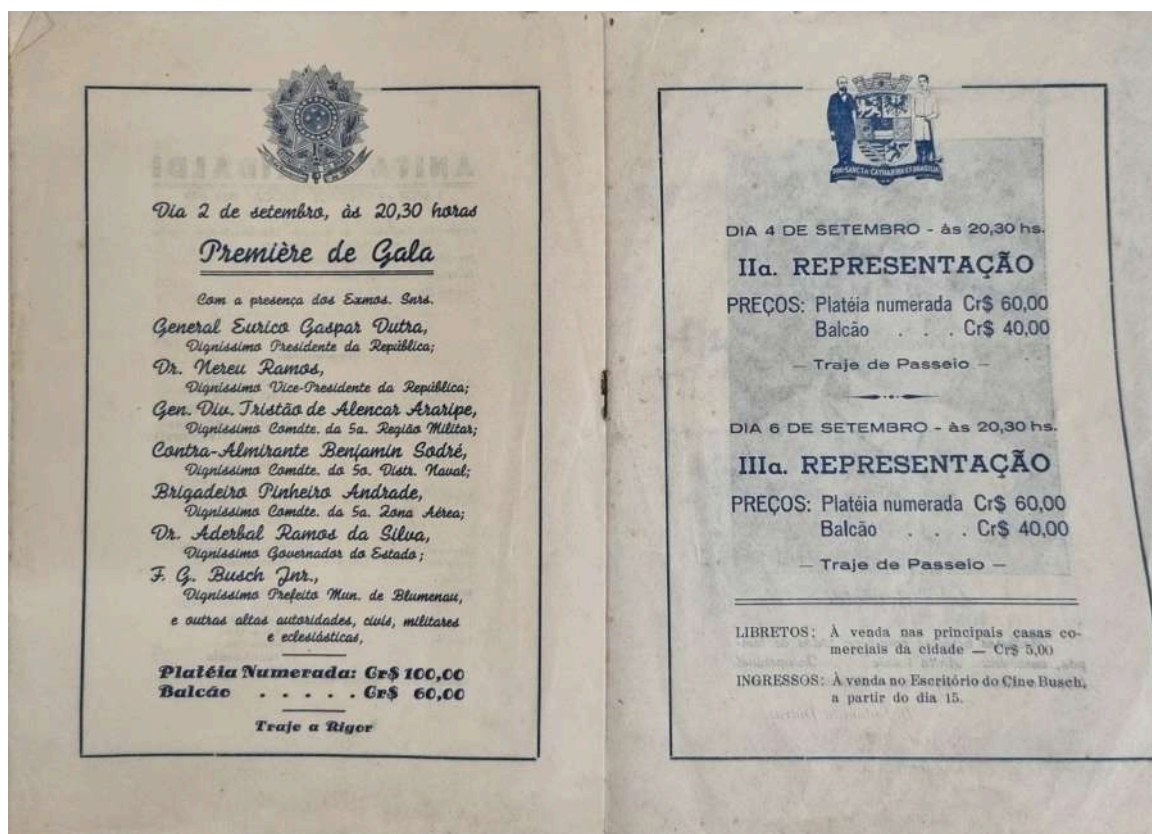 Dia 2 de setembro, às 20,30 horas
Première de Gala
Com a presença dos Exmos. Snrs.
General Eurico Gaspar Dutra,
Digníssimo Presidente da República;
Dr. Nereu Ramos,
Digníssimo Vice-Presidente da República;
Gen. Div. Tristão de Alencar Araripe,
Digníssimo Comdte. da 5a. Região Militar;
Contra-Almirante Benjamin Sodré,
Digníssimo Comdte. do 5o. Distr. Naval;
Brigadeiro Pinheiro Andrade,
Digníssimo Comdte. da 5a. Zona Aérea;
Dr. Aderbal Ramos da Silva,
Digníssimo Governador do Estado;
F. G. Busch Jnr.,
Digníssimo Prefeito Mun. de Blumenau,
e outras altas autoridades, civis, militares
e eclesiásticas,
Platéia Numerada: Cr$ 100,00
Balcão . . . . . Cr$ 60,00
Traje a Rigor
PRO SANCTA CATHARINA ET BRASILIA
DIA 4 DE SETEMBRO - às 20,30 hs.
IIa. REPRESENTAÇÃO
PREÇOS: Platéia numerada Cr$ 60,00
Balcão . . . Cr$ 40,00
— Traje de Passeio —
DIA 6 DE SETEMBRO - às 20,30 hs.
IIIa. REPRESENTAÇÃO
PREÇOS: Platéia numerada Cr$ 60,00
Balcão . . . Cr$ 40,00
— Traje de Passeio —
LIBRETOS: À venda nas principais casas co-
merciais da cidade — Cr$ 5,00
INGRESSOS: À venda no Escritório do Cine Busch,
a partir do dia 15.